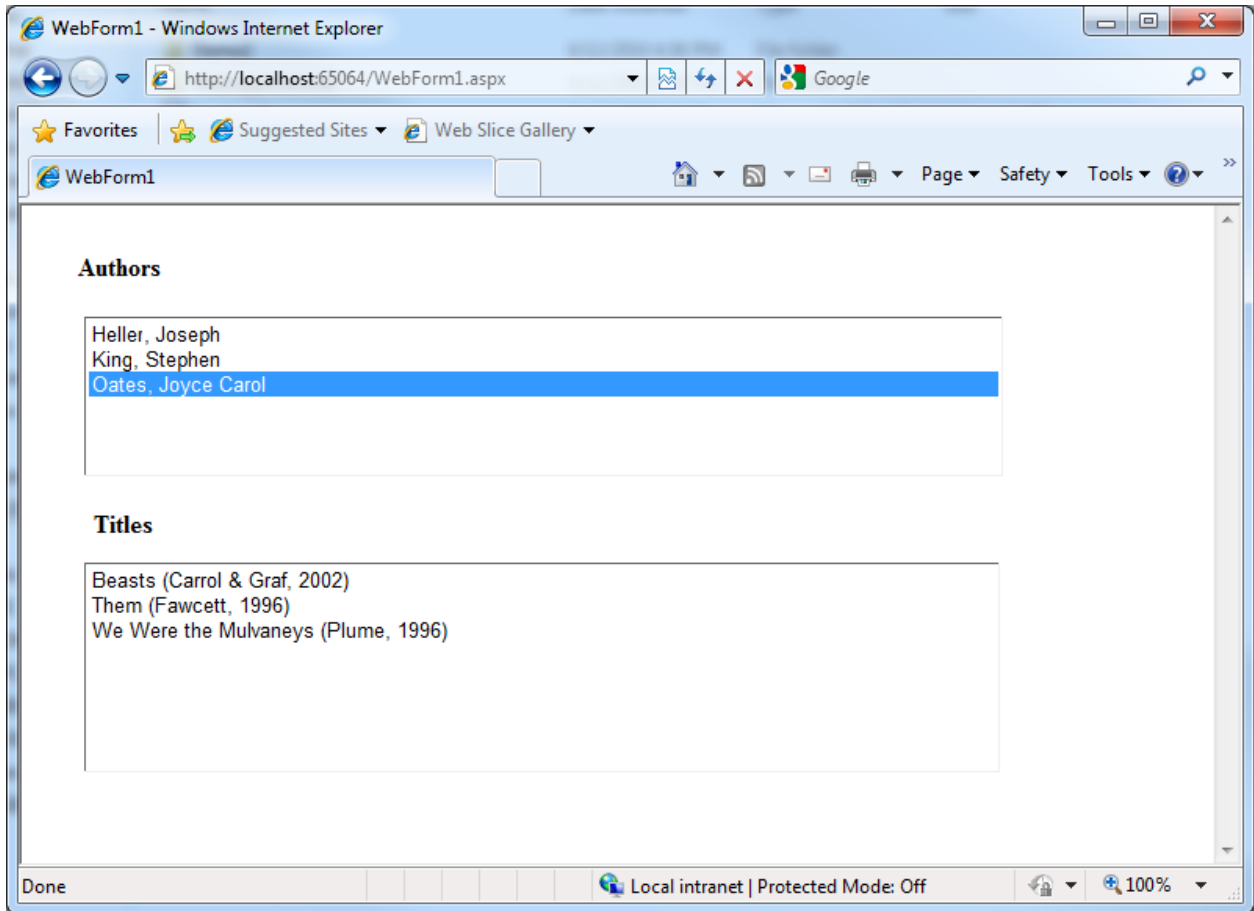 WebForm1 - Windows Internet Explorer
http://localhost:65064/WebForm1.aspx Google
Favorites Suggested Sites Web Slice Gallery
WebForm1 Page Safety Tools
Authors
Heller, Joseph
King, Stephen
Oates, Joyce Carol
Titles
Beasts (Carrol & Graf, 2002)
Them (Fawcett, 1996)
We Were the Mulvaneys (Plume, 1996)
Done Local intranet | Protected Mode: Off 100%